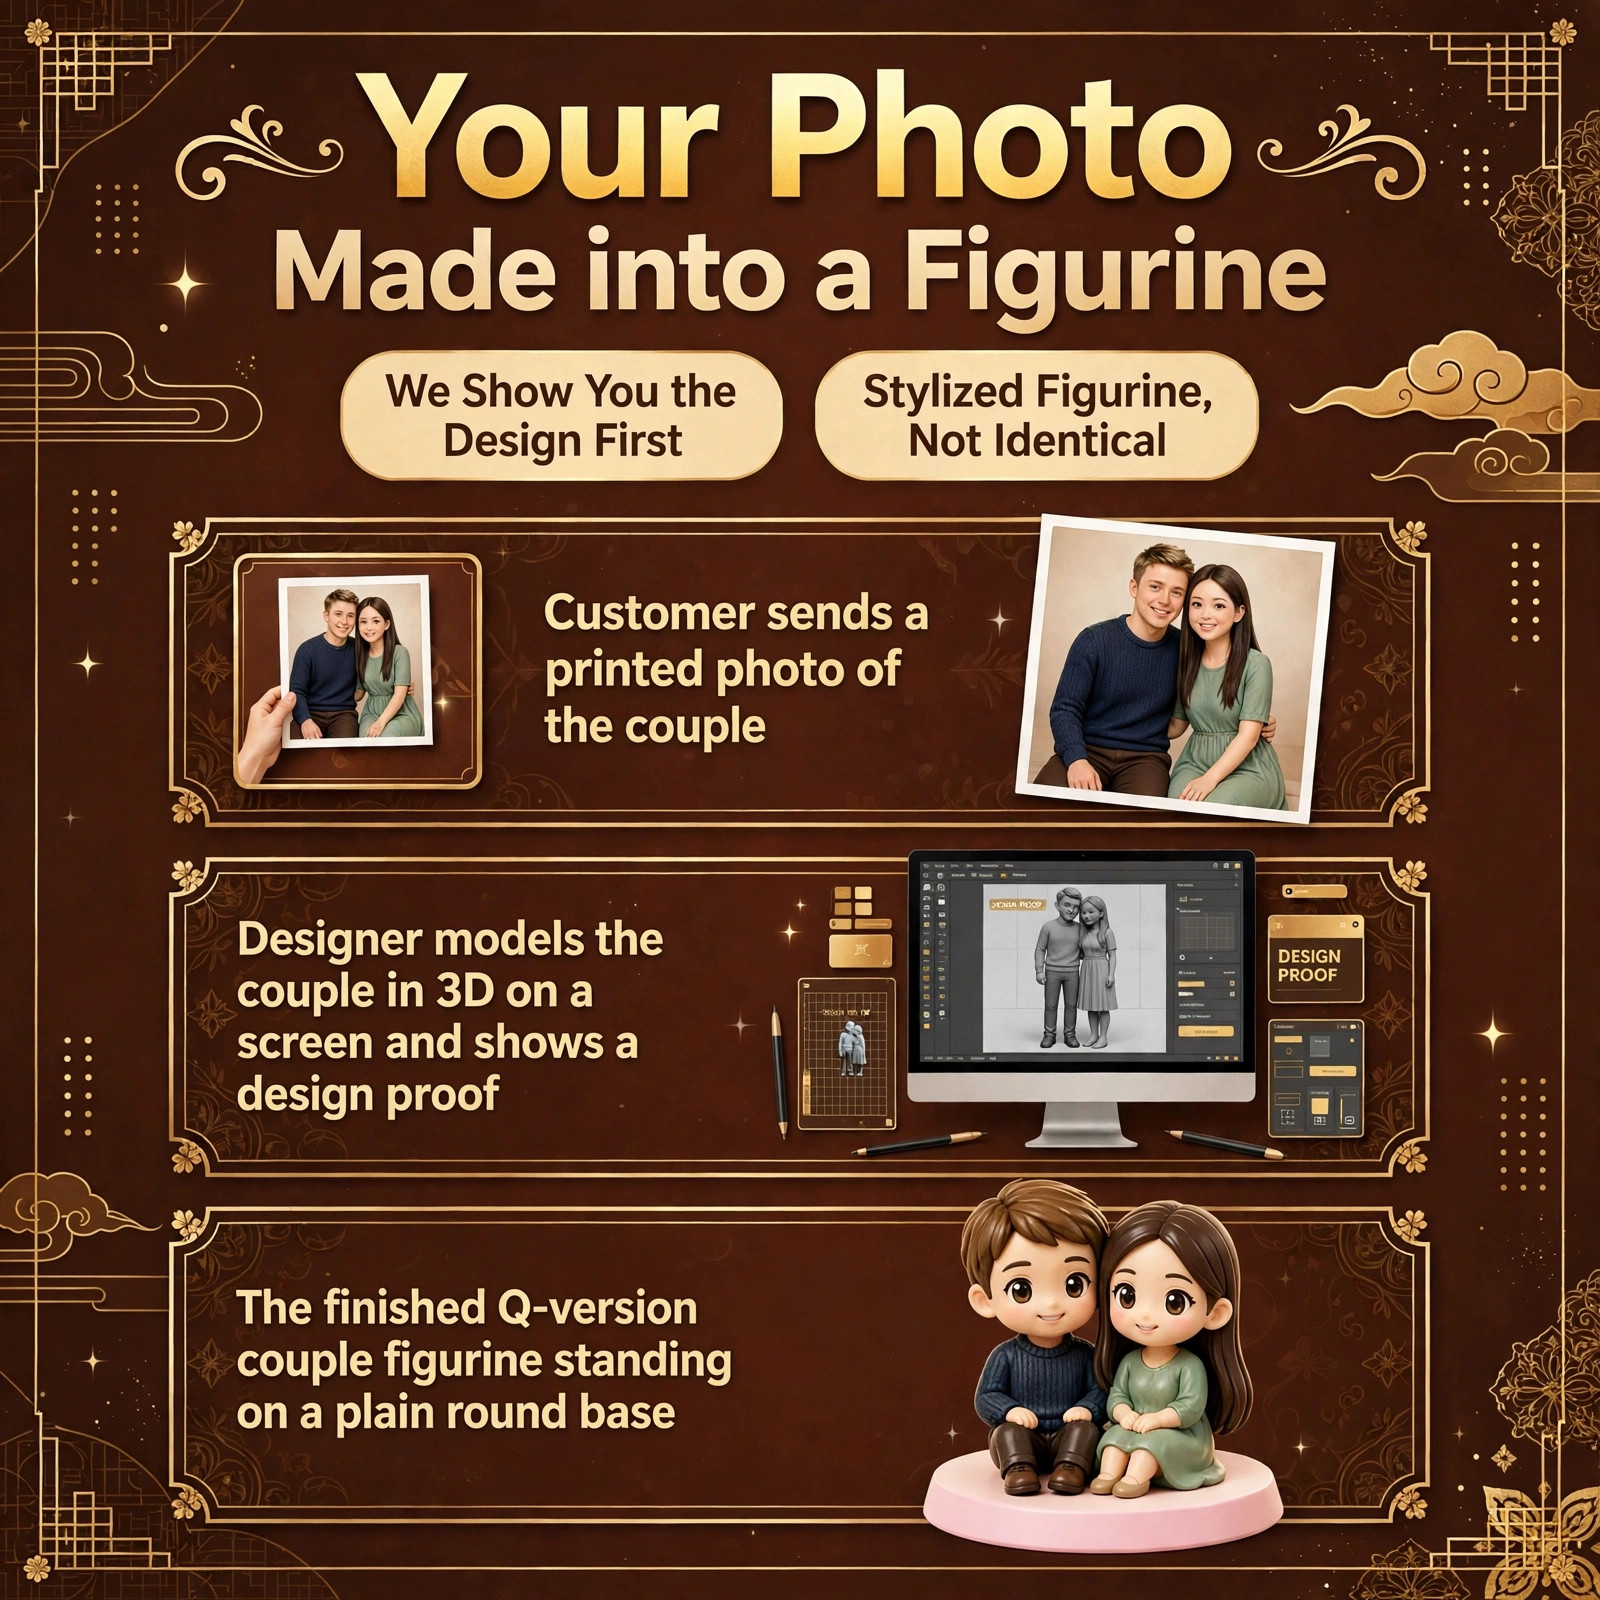 Your Photo
Made into a Figurine
We Show You the
Design First
Stylized Figurine,
Not Identical
Customer sends a
printed photo of
the couple
Designer models the
couple in 3D on a
screen and shows a
design proof
DESIGN
PROOF
The finished Q-version
couple figurine standing
on a plain round base